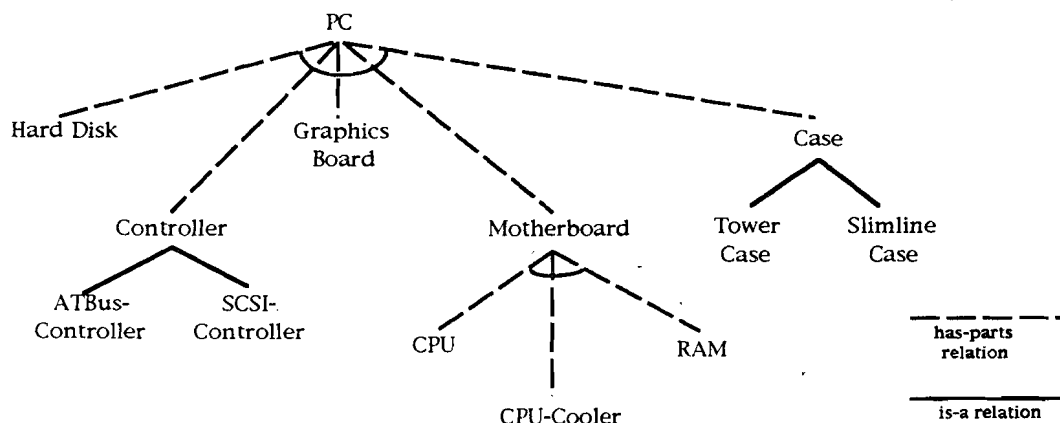 PC
Hard Disk
Graphics
Board
Case
Controller
Motherboard
Tower
Case
Slimline
Case
ATBus-
Controller
SCSI-
Controller
CPU
RAM
CPU-Cooler
has-parts
relation
is-a relation